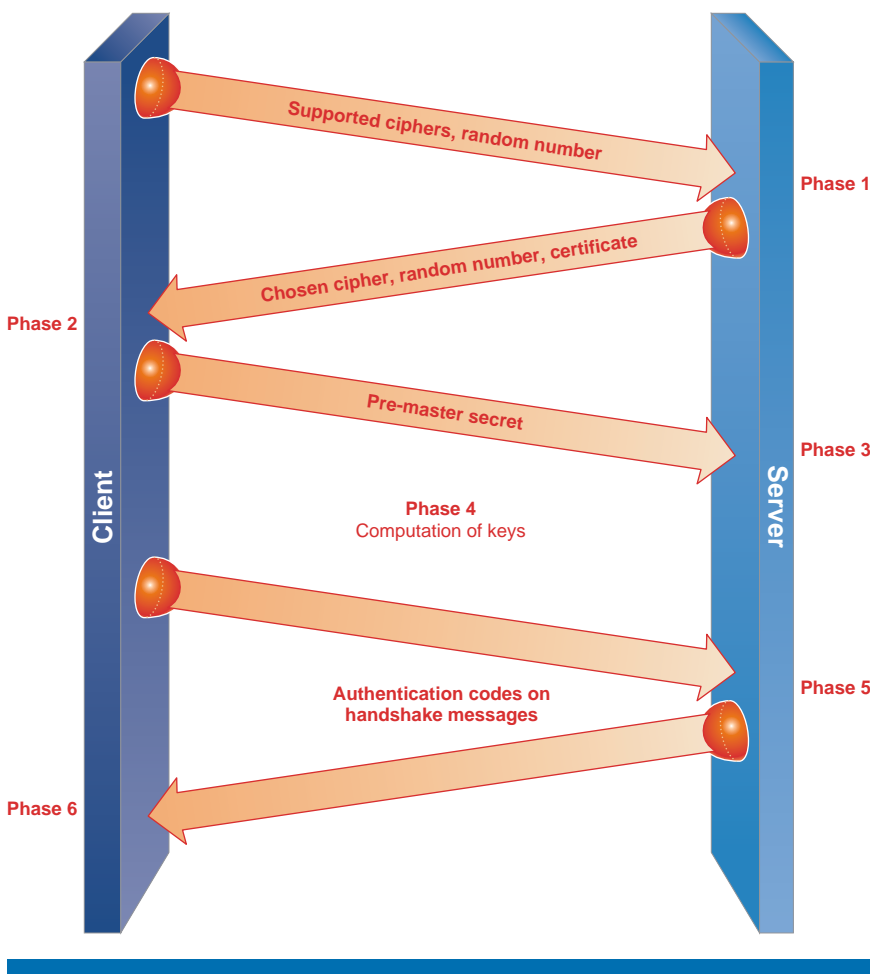 Supported ciphers, random number
Phase 1
Chosen cipher, random number, certificate
Phase 2
Pre-master secret
Phase 3
Client
Server
Phase 4
Computation of keys
Phase 5
Authentication codes on
handshake messages
Phase 6